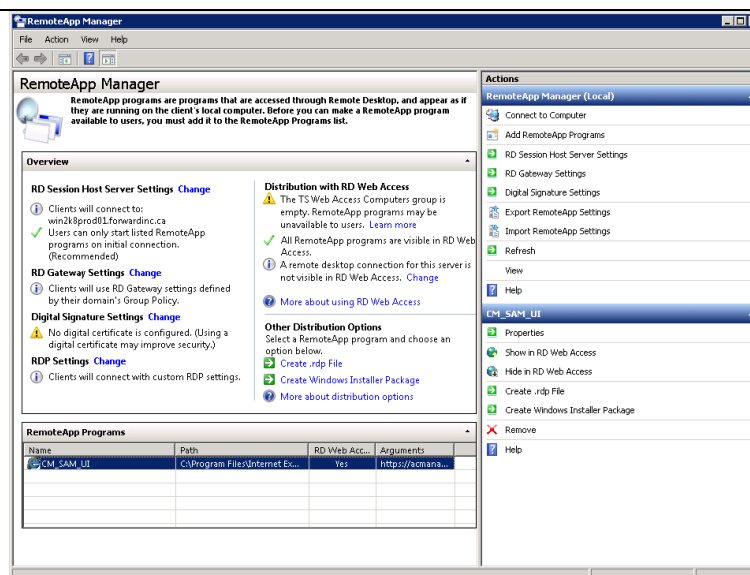 RemoteApp Manager
File Action View Help
RemoteApp Manager
RemoteApp programs are programs that are accessed through Remote Desktop, and appear as if
they are running on the client's local computer. Before you can make a RemoteApp program
available to users, you must add it to the RemoteApp Programs list.
Overview
RD Session Host Server Settings Change
Clients will connect to:
win2k8prod01.forwardinc.ca
Users can only start listed RemoteApp
programs on initial connection.
(Recommended)
RD Gateway Settings Change
Clients will use RD Gateway settings defined
by their domain's Group Policy.
Digital Signature Settings Change
No digital certificate is configured. (Using a
digital certificate may improve security.)
RDP Settings Change
Clients will connect with custom RDP settings.
Distribution with RD Web Access
The TS Web Access Computers group is
empty. RemoteApp programs may be
unavailable to users. Learn more
All RemoteApp programs are visible in RD Web
Access.
A remote desktop connection for this server is
not visible in RD Web Access. Change
More about using RD Web Access
Other Distribution Options
Select a RemoteApp program and choose an
option below.
Create .rdp File
Create Windows Installer Package
More about distribution options
RemoteApp Programs
Name Path RD Web Acc... Arguments
CM_SAM_UI C:\Program Files\Internet Ex... Yes https://acmana...
Actions
RemoteApp Manager (Local)
Connect to Computer
Add RemoteApp Programs
RD Session Host Server Settings
RD Gateway Settings
Digital Signature Settings
Export RemoteApp Settings
Import RemoteApp Settings
Refresh
View
Help
CM_SAM_UI
Properties
Show in RD Web Access
Hide in RD Web Access
Create .rdp File
Create Windows Installer Package
Remove
Help